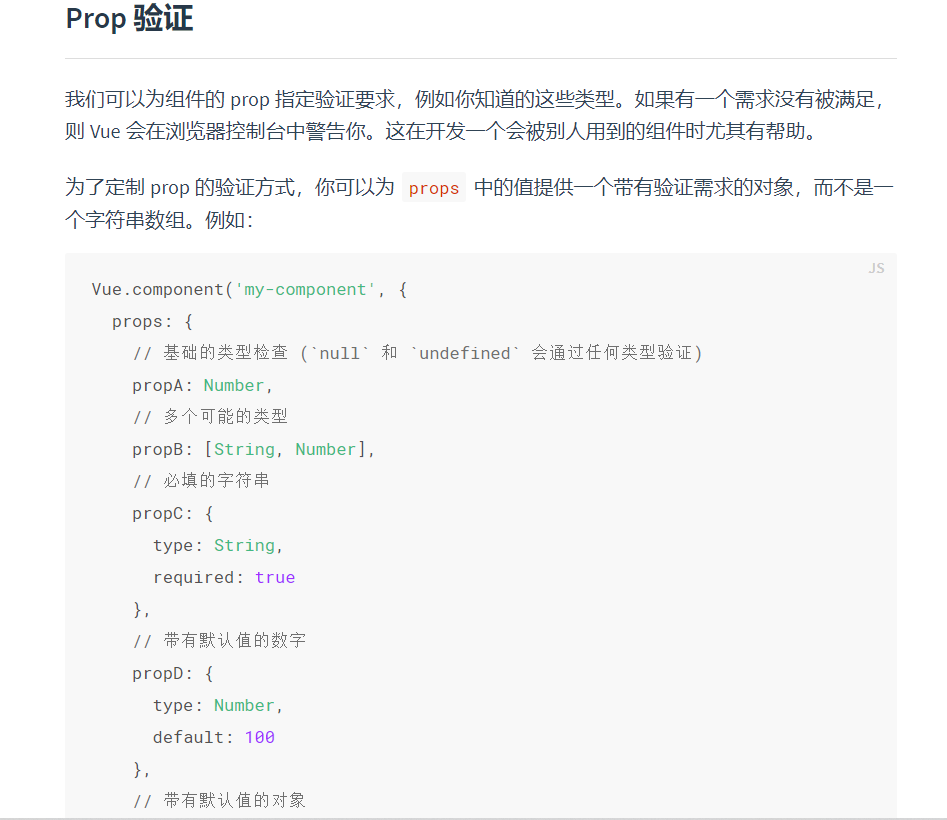 Prop 验证
我们可以为组件的 prop 指定验证要求，例如你知道的这些类型。如果有一个需求没有被满足，
则 Vue 会在浏览器控制台中警告你。这在开发一个会被别人用到的组件时尤其有帮助。
为了定制 prop 的验证方式，你可以为 props 中的值提供一个带有验证需求的对象，而不是一
个字符串数组。例如：
JS
Vue.component('my-component', {
  props: {
    // 基础的类型检查 (`null` 和 `undefined` 会通过任何类型验证)
    propA: Number,
    // 多个可能的类型
    propB: [String, Number],
    // 必填的字符串
    propC: {
      type: String,
      required: true
    },
    // 带有默认值的数字
    propD: {
      type: Number,
      default: 100
    },
    // 带有默认值的对象